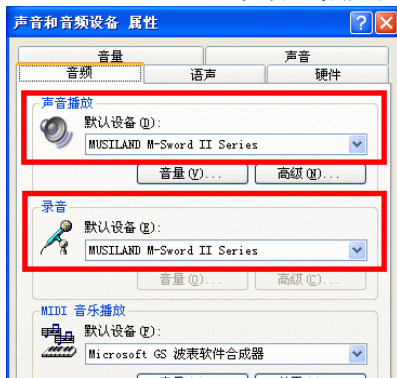 声音和音频设备 属性
音量 声音
音频 语声 硬件
声音播放
默认设备(D):
MUSILAND M-Sword II Series
音量(V)... 高级(N)...
录音
默认设备(E):
MUSILAND M-Sword II Series
音量(O)... 高级(C)...
MIDI 音乐播放
默认设备(F):
Microsoft GS 波表软件合成器